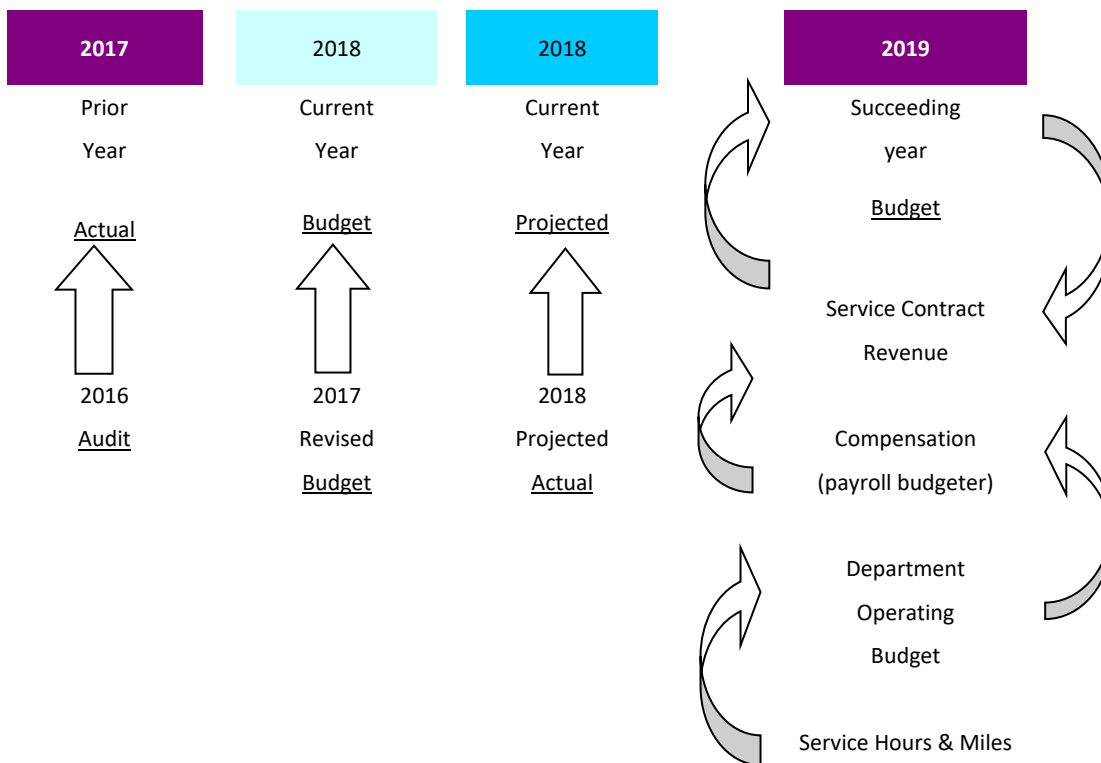 2017
Prior
Year
Actual
2016
Audit
2018
Current
Year
Budget
2017
Revised
Budget
2018
Current
Year
Projected
2018
Projected
Actual
2019
Succeeding
year
Budget
Service Contract
Revenue
Compensation
(payroll budgeter)
Department
Operating
Budget
Service Hours & Miles